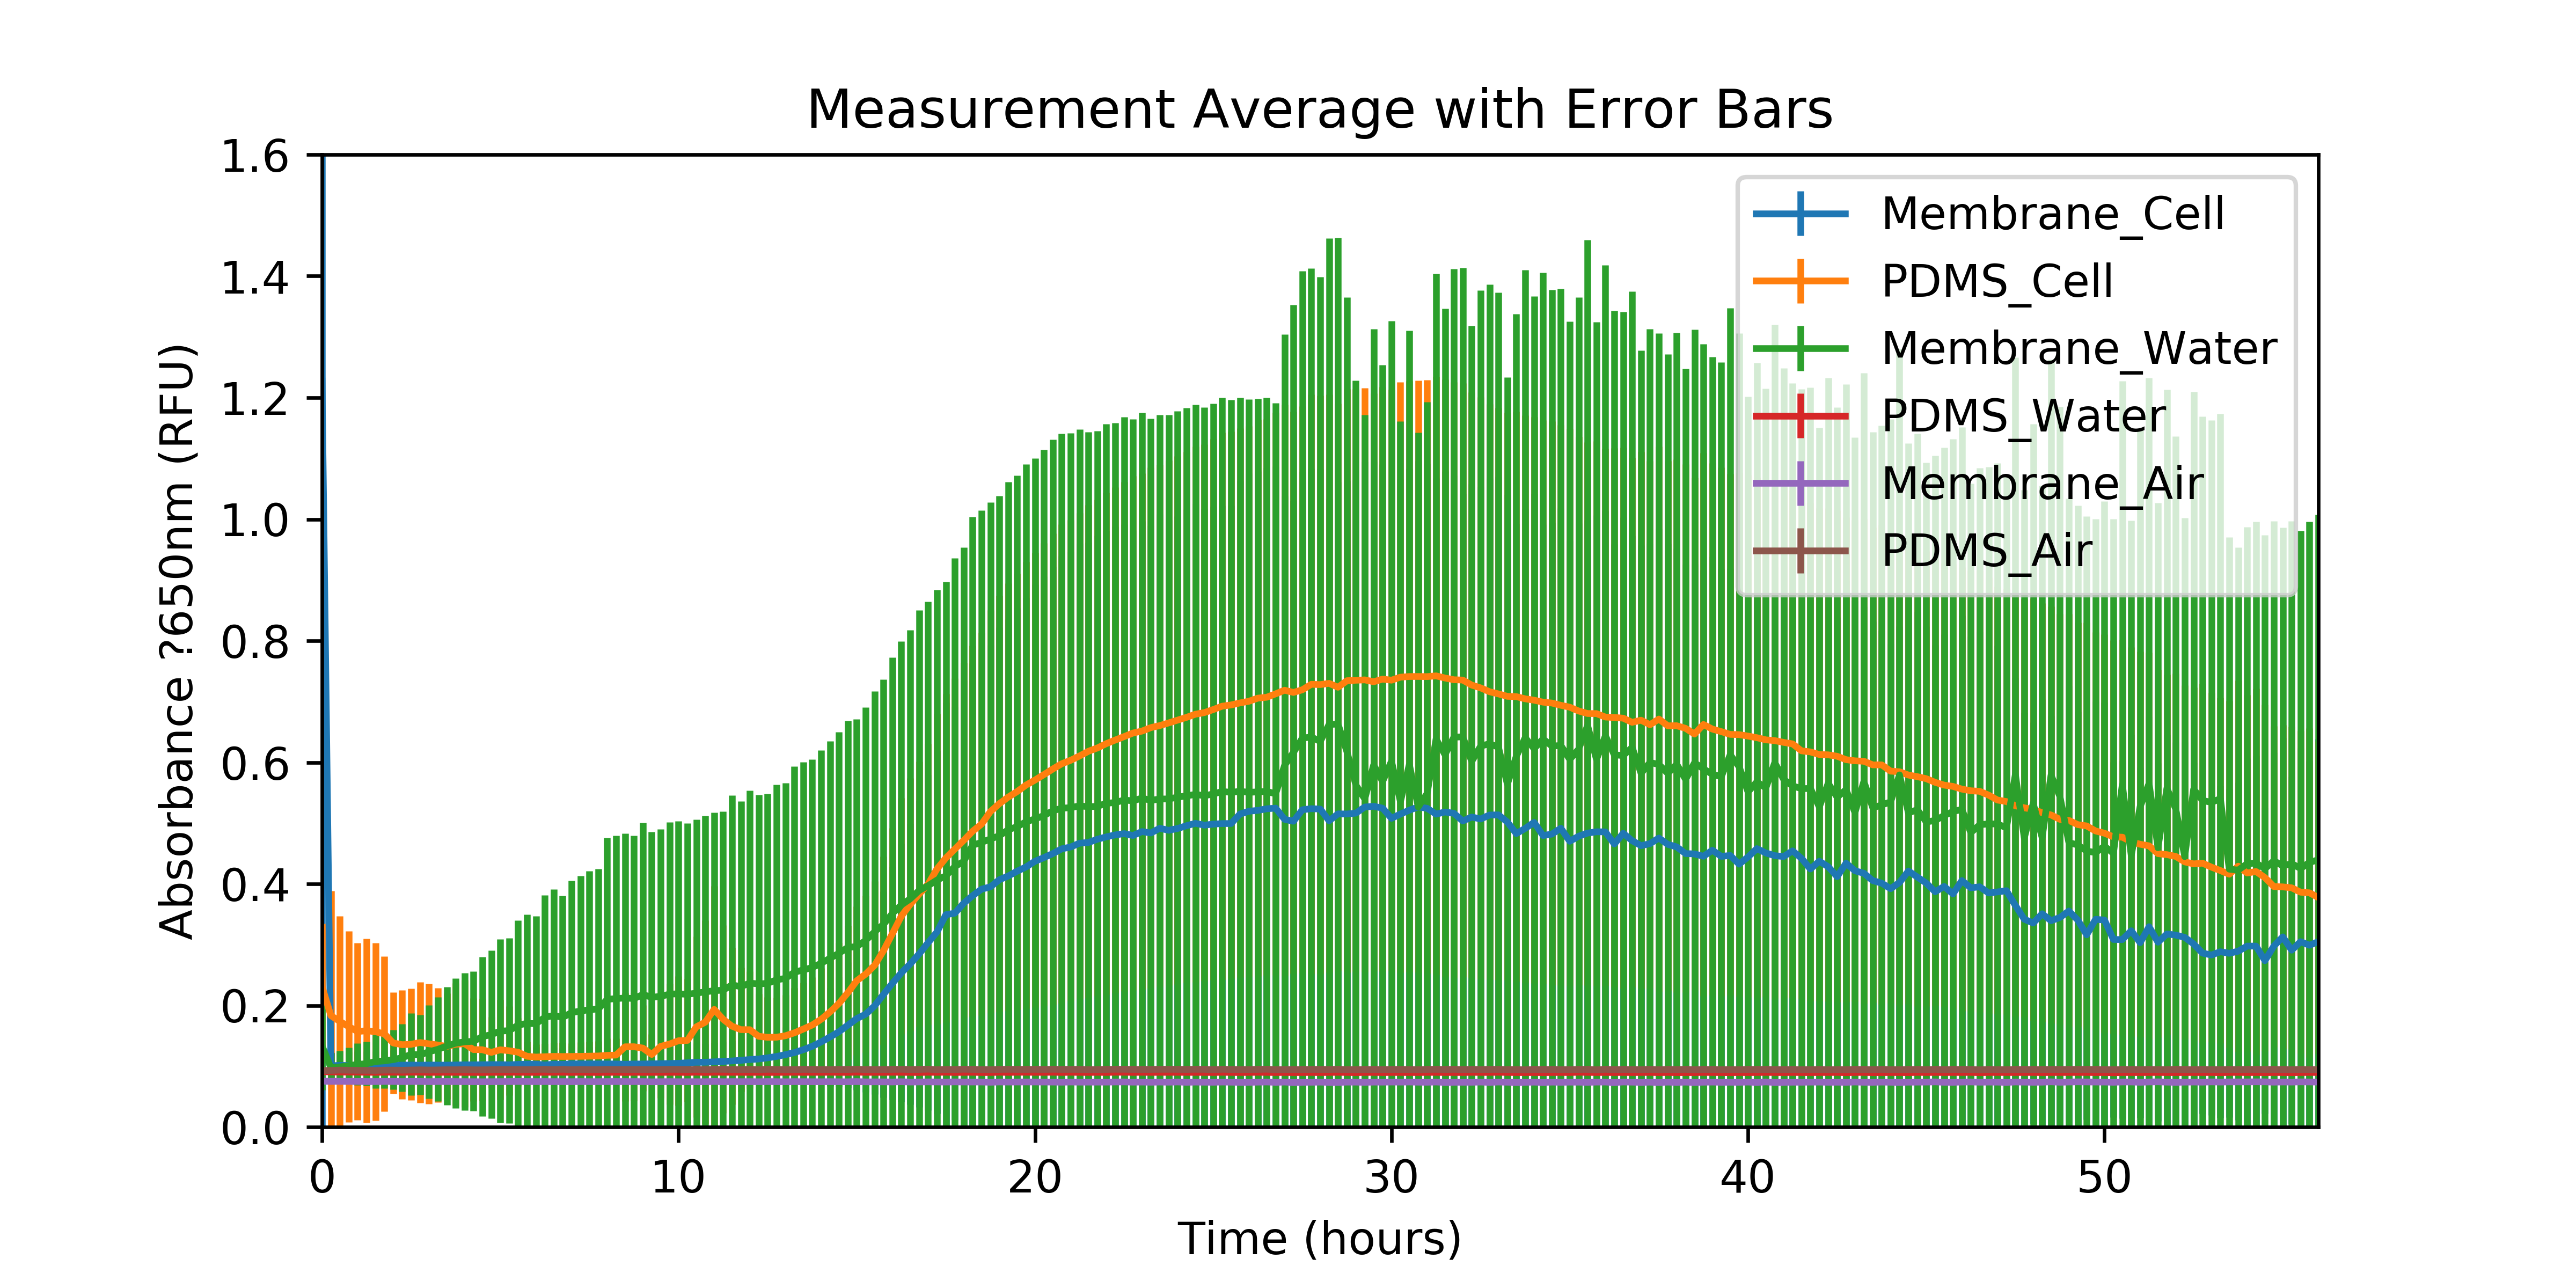 Measurement Average with Error Bars
1.6
1.4
1.2
1.0
0.8
0.6
0.4
0.2
0.0
Absorbance ?650nm (RFU)
Membrane_Cell
PDMS_Cell
Membrane_Water
PDMS_Water
Membrane_Air
PDMS_Air
0 10 20 30 40 50
Time (hours)